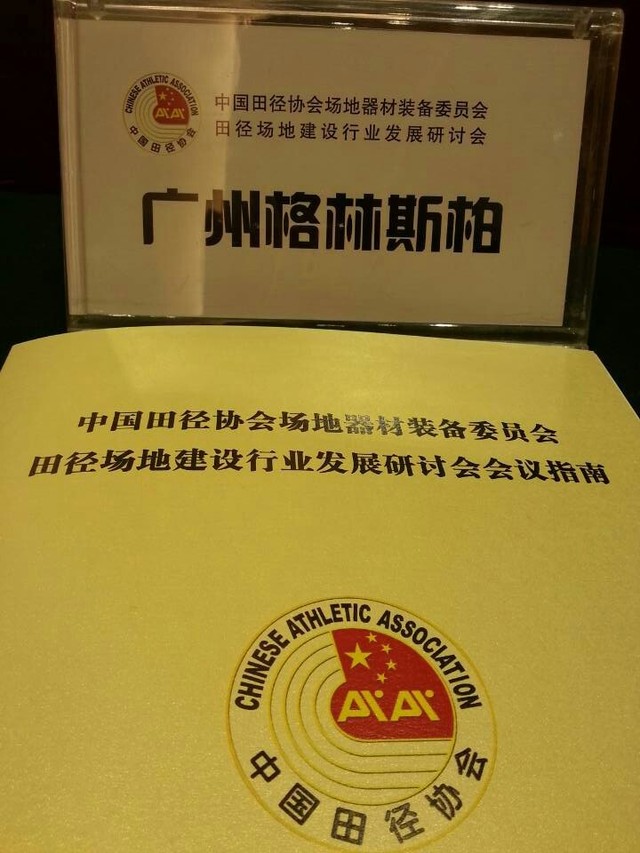 CHINESE ATHLETIC ASSOCIATION
中国田径协会
中国田径协会场地器材装备委员会
田径场地建设行业发展研讨会
广州格林斯柏
中国田径协会场地器材装备委员会
田径场地建设行业发展研讨会会议指南
CHINESE ATHLETIC ASSOCIATION
中国田径协会